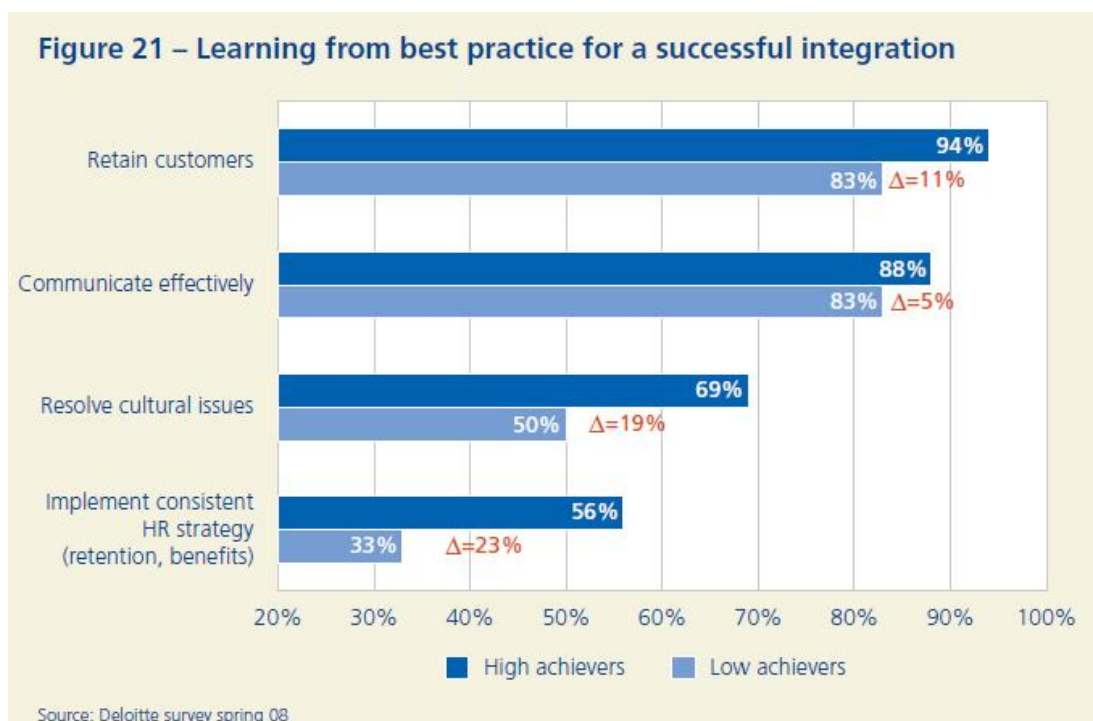 Figure 21 – Learning from best practice for a successful integration
Retain customers
94%
83%
Δ=11%
Communicate effectively
88%
83%
Δ=5%
Resolve cultural issues
69%
50%
Δ=19%
Implement consistent
HR strategy
(retention, benefits)
56%
33%
Δ=23%
20% 30% 40% 50% 60% 70% 80% 90% 100%
High achievers Low achievers
Source: Deloitte survey spring 08